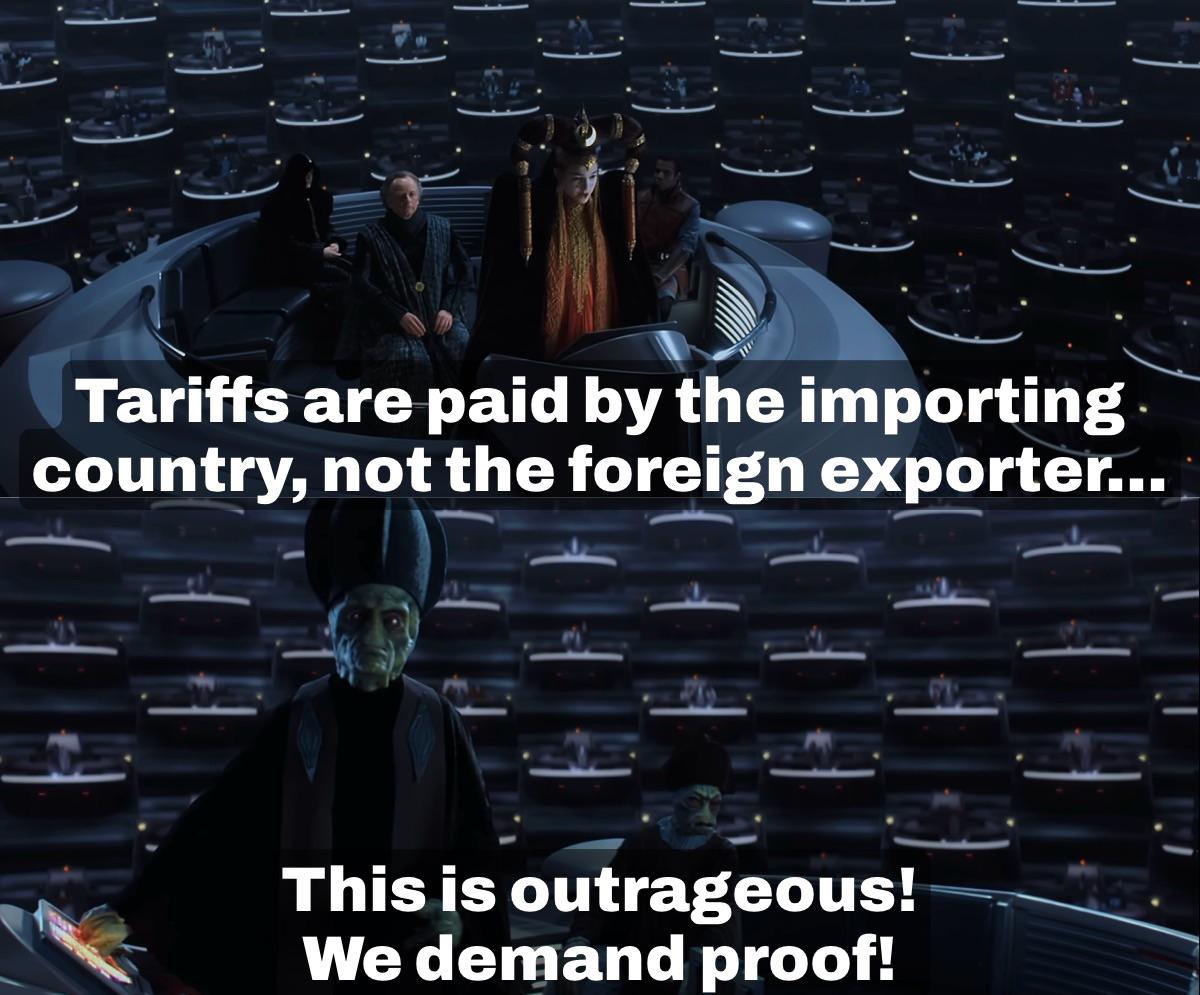 Tariffs are paid by the importing
country, not the foreign exporter...
This is outrageous!
We demand proof!